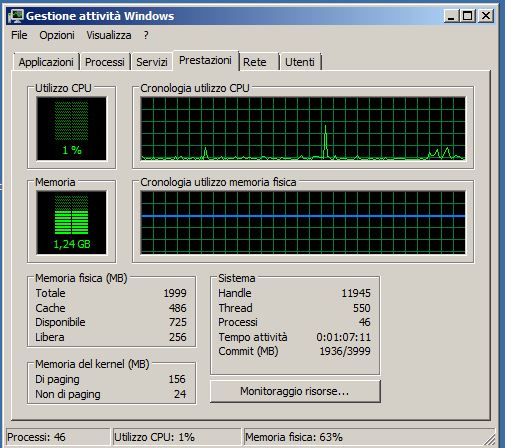 Gestione attività Windows
File Opzioni Visualizza ?
Applicazioni Processi Servizi Prestazioni Rete Utenti
Utilizzo CPU Cronologia utilizzo CPU
1 %
Memoria Cronologia utilizzo memoria fisica
1,24 GB
Memoria fisica (MB)
Totale 1999
Cache 486
Disponibile 725
Libera 256
Memoria del kernel (MB)
Di paging 156
Non di paging 24
Sistema
Handle 11945
Thread 550
Processi 46
Tempo attività 0:01:07:11
Commit (MB) 1936/3999
Monitoraggio risorse...
Processi: 46 Utilizzo CPU: 1% Memoria fisica: 63%